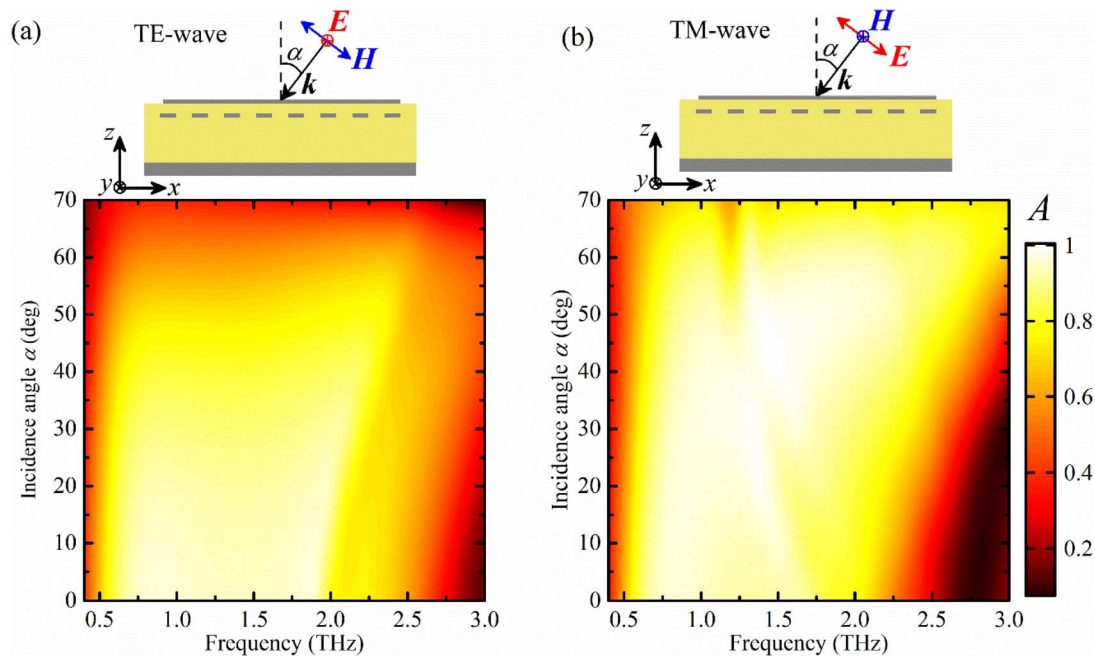 (a) TE-wave
E
H
α
k
z
y x
70
60
50
40
30
20
10
0
Incidence angle α (deg)
0.5 1.0 1.5 2.0 2.5 3.0
Frequency (THz)
(b) TM-wave
H
E
α
k
z
y x
70
60
50
40
30
20
10
0
Incidence angle α (deg)
0.5 1.0 1.5 2.0 2.5 3.0
Frequency (THz)
A
1
0.8
0.6
0.4
0.2